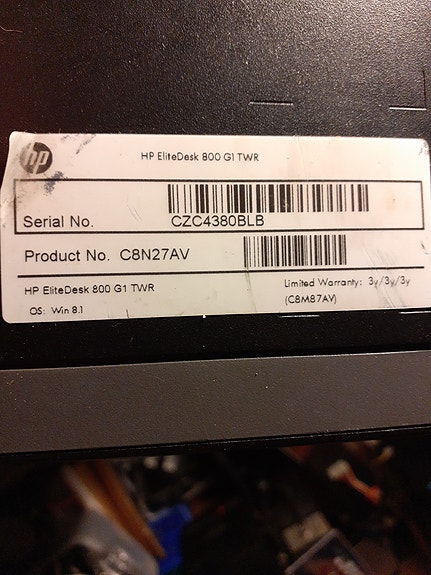 hp
HP EliteDesk 800 G1 TWR
Serial No. CZC4380BLB
Product No. C8N27AV
HP EliteDesk 800 G1 TWR
Limited Warranty: 3y/3y/3y
(C8M87AV)
OS: Win 8.1